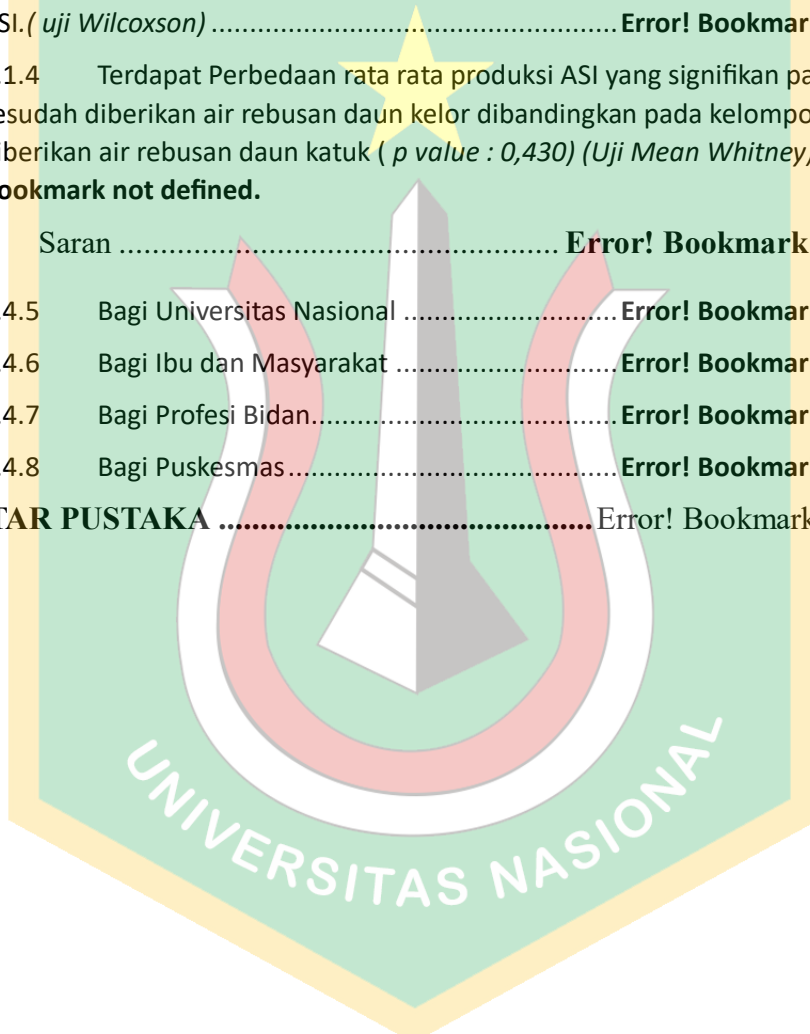 SI.( uji Wilcoxson) ................................................ Error! Bookmar
.1.4 Terdapat Perbedaan rata rata produksi ASI yang signifikan pa
esudah diberikan air rebusan daun kelor dibandingkan pada kelompo
iberikan air rebusan daun katuk ( p value : 0,430) (Uji Mean Whitney)
ookmark not defined.
Saran .................................................... Error! Bookmark
.4.5 Bagi Universitas Nasional ......................... Error! Bookmar
.4.6 Bagi Ibu dan Masyarakat .......................... Error! Bookmar
.4.7 Bagi Profesi Bidan.................................... Error! Bookmar
.4.8 Bagi Puskesmas ....................................... Error! Bookmar
TAR PUSTAKA ............................................. Error! Bookmark
UNIVERSITAS NASIONAL